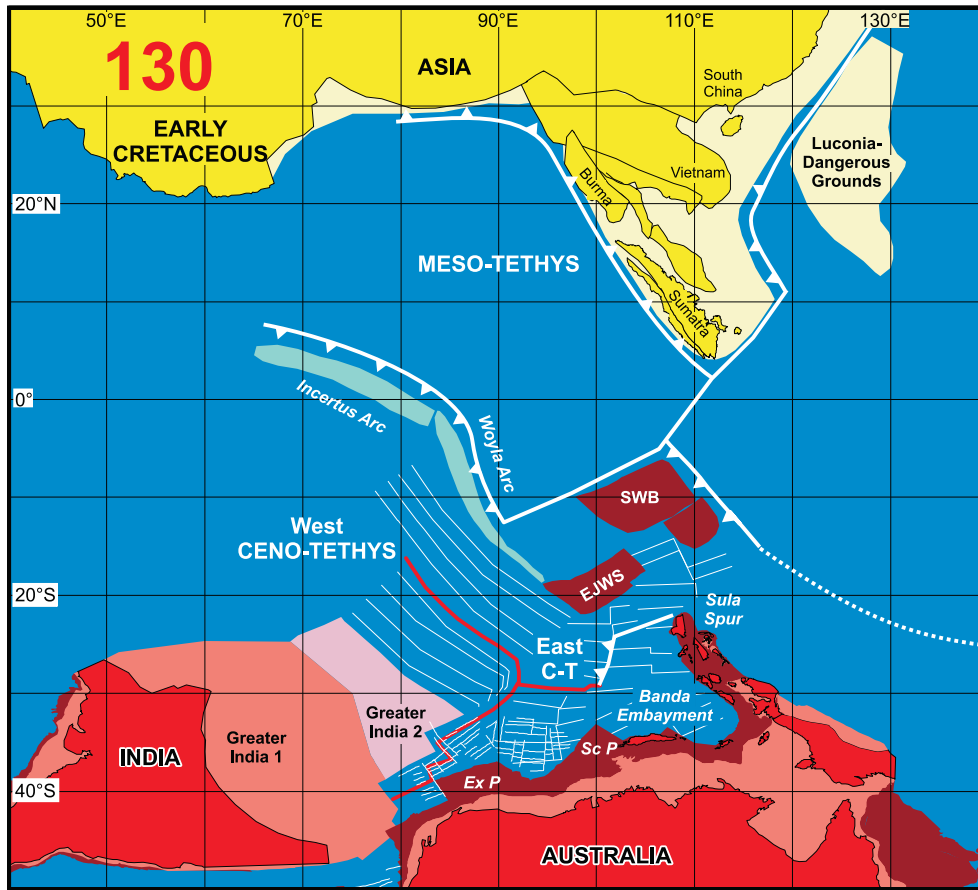 50°E
70°E
90°E
110°E
130°E
130
EARLY
CRETACEOUS
ASIA
South
China
Luconia-
Dangerous
Grounds
Vietnam
Burma
20°N
MESO-TETHYS
Sumatra
0°
Incertus Arc
Woyla Arc
SWB
West
CENO-TETHYS
EJWS
20°S
Sula
Spur
East
C-T
Banda
Embayment
Greater
India 2
Greater
India 1
INDIA
Sc P
Ex P
40°S
AUSTRALIA